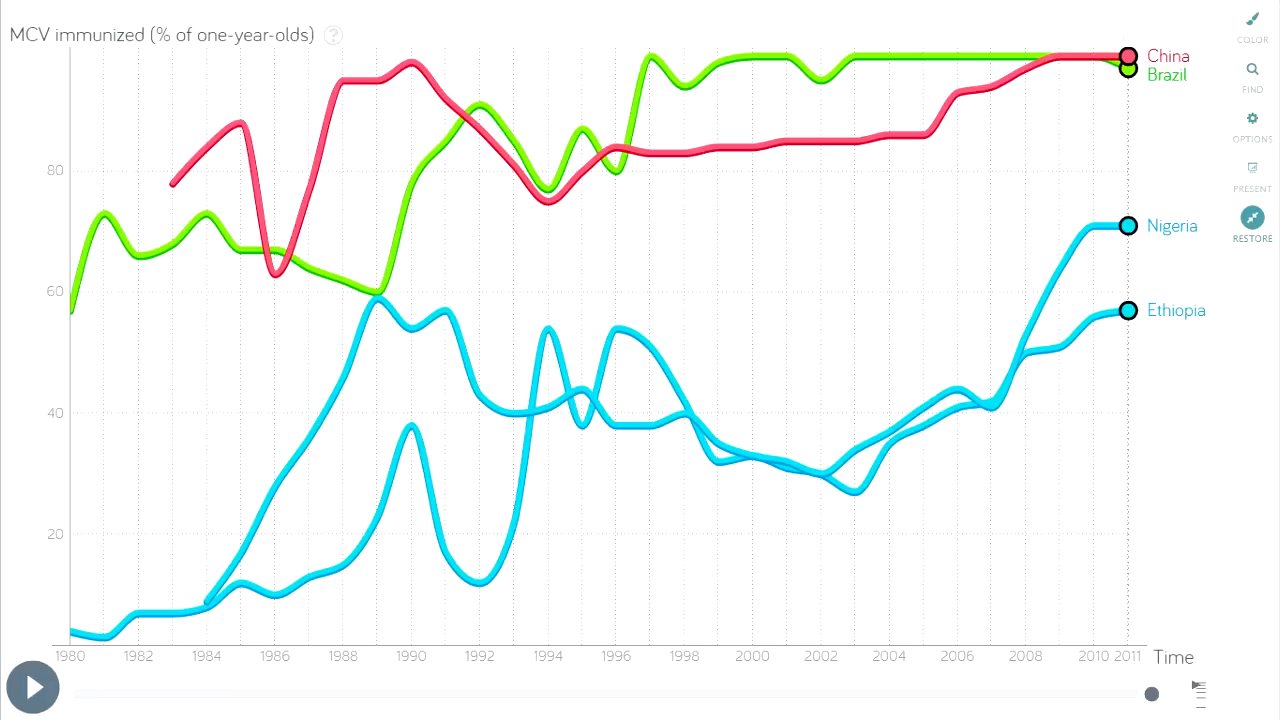 MCV immunized (% of one-year-olds) ?
COLOR
FIND
OPTIONS
PRESENT
RESTORE
China
Brazil
80
Nigeria
60
Ethiopia
40
20
1980 1982 1984 1986 1988 1990 1992 1994 1996 1998 2000 2002 2004 2006 2008 2010 2011 Time